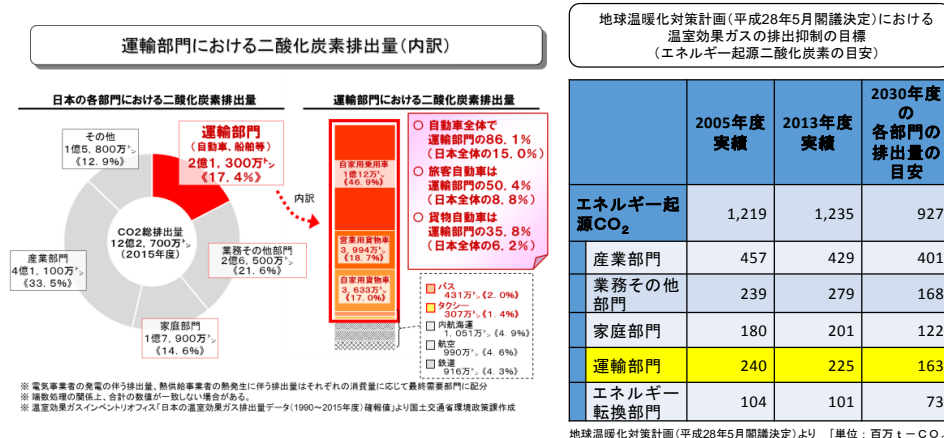 運輸部門における二酸化炭素排出量(内訳)
日本の各部門における二酸化炭素排出量
その他
1億5,800万㌧
《12.9%》
運輸部門
(自動車、船舶等)
2億1,300万㌧
《17.4%》
CO2総排出量
12億2,700万㌧
(2015年度)
業務その他部門
2億6,500万㌧
《21.6%》
産業部門
4億1,100万㌧
《33.5%》
家庭部門
1億7,900万㌧
《14.6%》
内訳
運輸部門における二酸化炭素排出量
自家用乗用車
1億12万㌧
《46.9%》
営業用貨物車
3,994万㌧
《18.7%》
自家用貨物車
3,633万㌧
《17.0%》
○ 自動車全体で
運輸部門の86.1%
(日本全体の15.0%)
○ 旅客自動車は
運輸部門の50.4%
(日本全体の8.8%)
○ 貨物自動車は
運輸部門の35.8%
(日本全体の6.2%)
バス
431万㌧《2.0%》
タクシー
307万㌧《1.4%》
内航海運
1,051万㌧《4.9%》
航空
990万㌧《4.6%》
鉄道
916万㌧《4.3%》
※ 電気事業者の発電の伴う排出量、熱供給事業者の熱発生に伴う排出量はそれぞれの消費量に応じて最終需要部門に配分
※ 端数処理の関係上、合計の数値が一致しない場合がある。
※ 温室効果ガスインベントリオフィス「日本の温室効果ガス排出量データ(1990~2015年度)確報値」より国土交通省環境政策課作成
地球温暖化対策計画(平成28年5月閣議決定)における
温室効果ガスの排出抑制の目標
(エネルギー起源二酸化炭素の目安)
2005年度実績 2013年度実績 2030年度の各部門の排出量の目安
エネルギー起源CO₂ 1,219 1,235 927
産業部門 457 429 401
業務その他部門 239 279 168
家庭部門 180 201 122
運輸部門 240 225 163
エネルギー転換部門 104 101 73
地球温暖化対策計画(平成28年5月閣議決定)より 「単位:百万t-CO